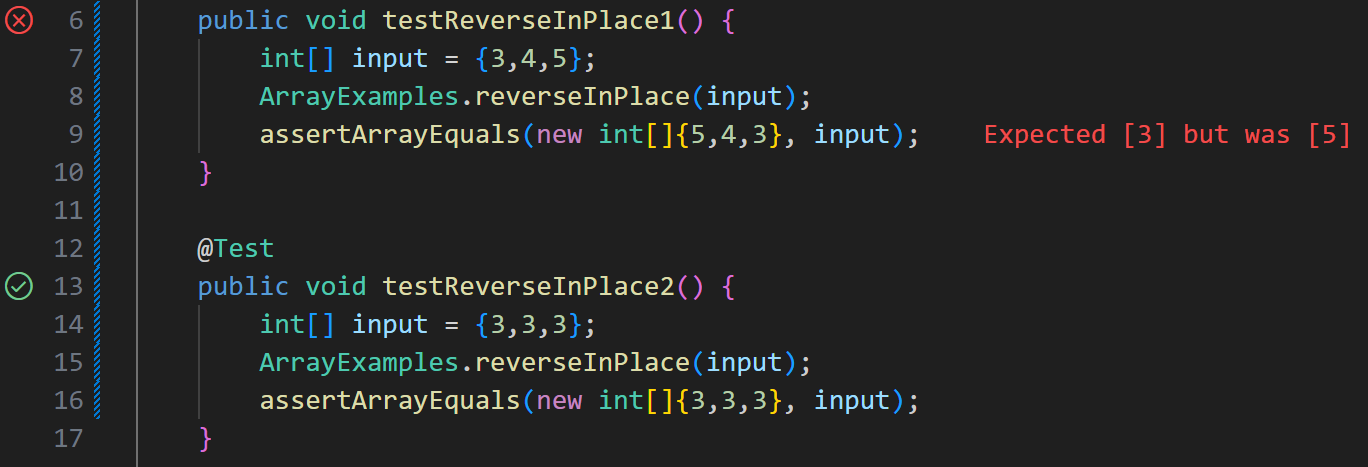 6 public void testReverseInPlace1() {
7 int[] input = {3,4,5};
8 ArrayExamples.reverseInPlace(input);
9 assertArrayEquals(new int[]{5,4,3}, input); Expected [3] but was [5]
10 }
11
12 @Test
13 public void testReverseInPlace2() {
14 int[] input = {3,3,3};
15 ArrayExamples.reverseInPlace(input);
16 assertArrayEquals(new int[]{3,3,3}, input);
17 }